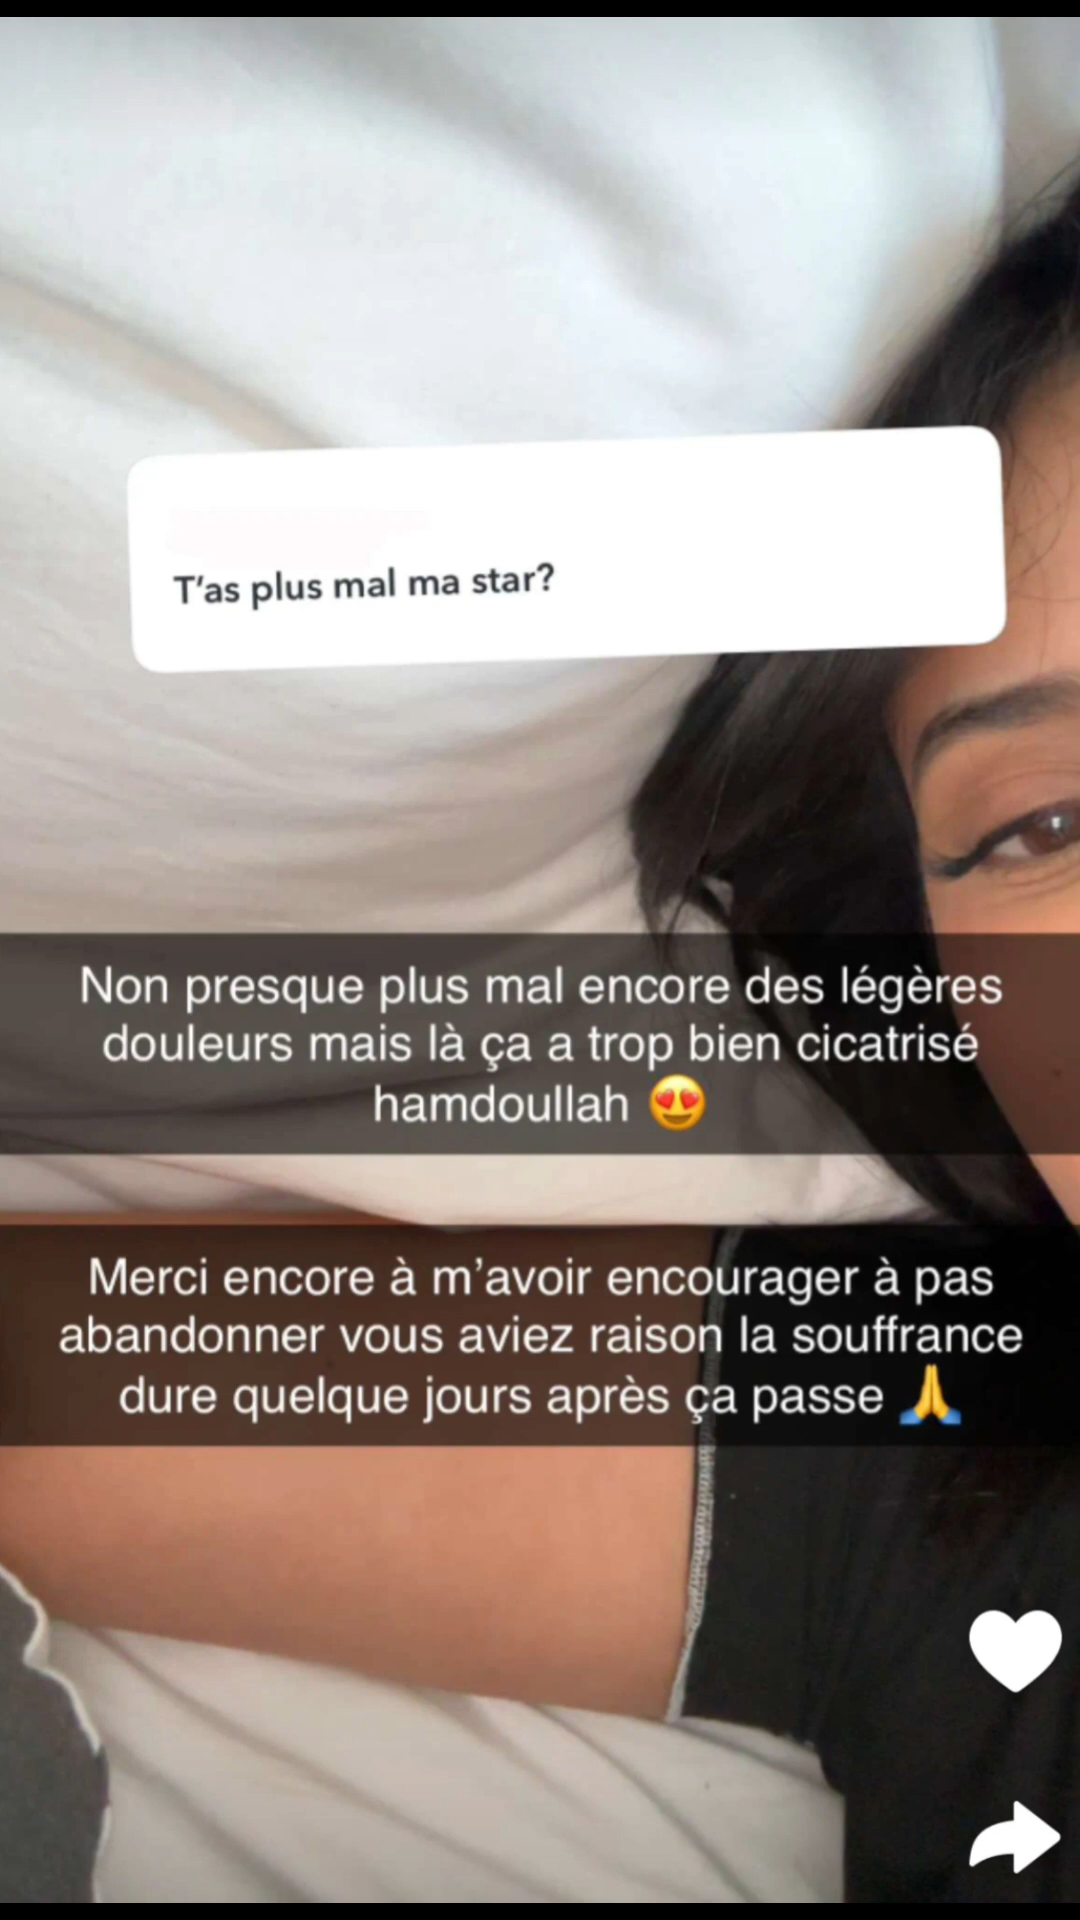 T'as plus mal ma star?
Non presque plus mal encore des légères
douleurs mais là ça a trop bien cicatrisé
hamdoullah 😍
Merci encore à m'avoir encourager à pas
abandonner vous aviez raison la souffrance
dure quelque jours après ça passe 🙏